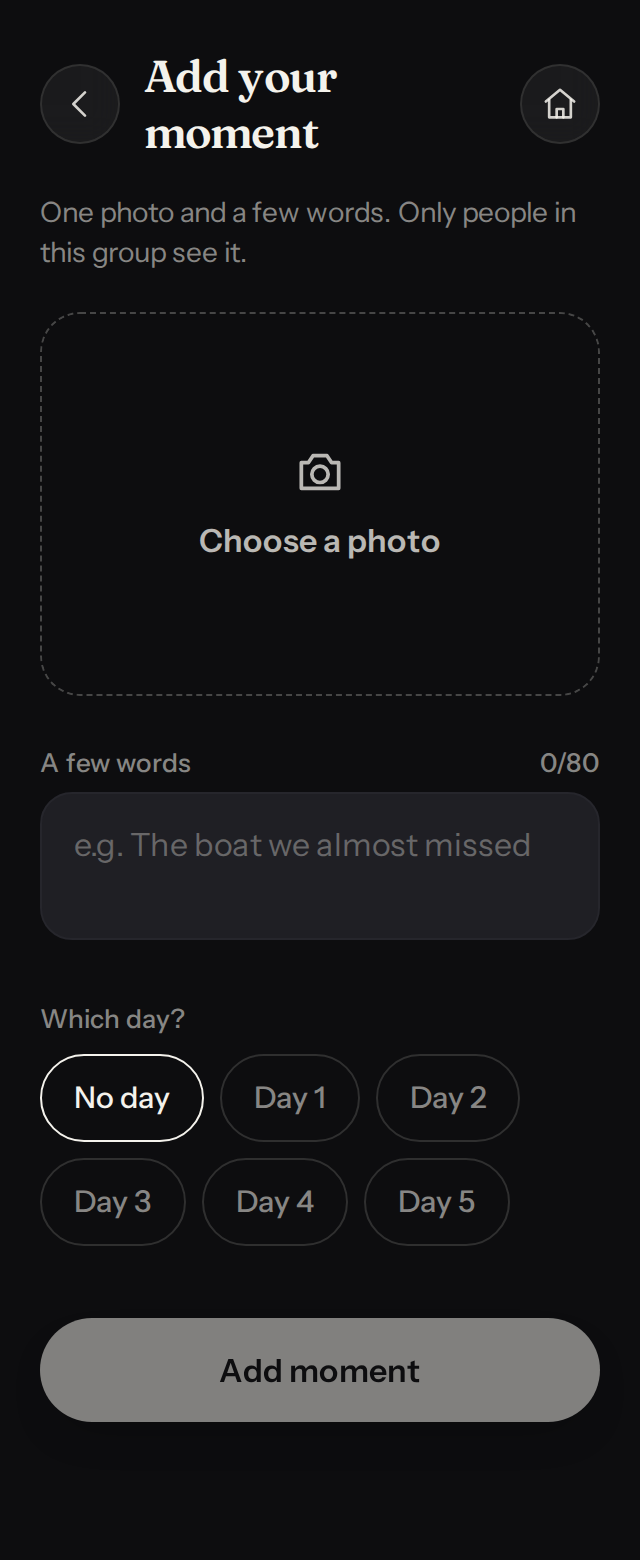 Add your
moment
One photo and a few words. Only people in
this group see it.
Choose a photo
A few words 0/80
e.g. The boat we almost missed
Which day?
No day Day 1 Day 2
Day 3 Day 4 Day 5
Add moment